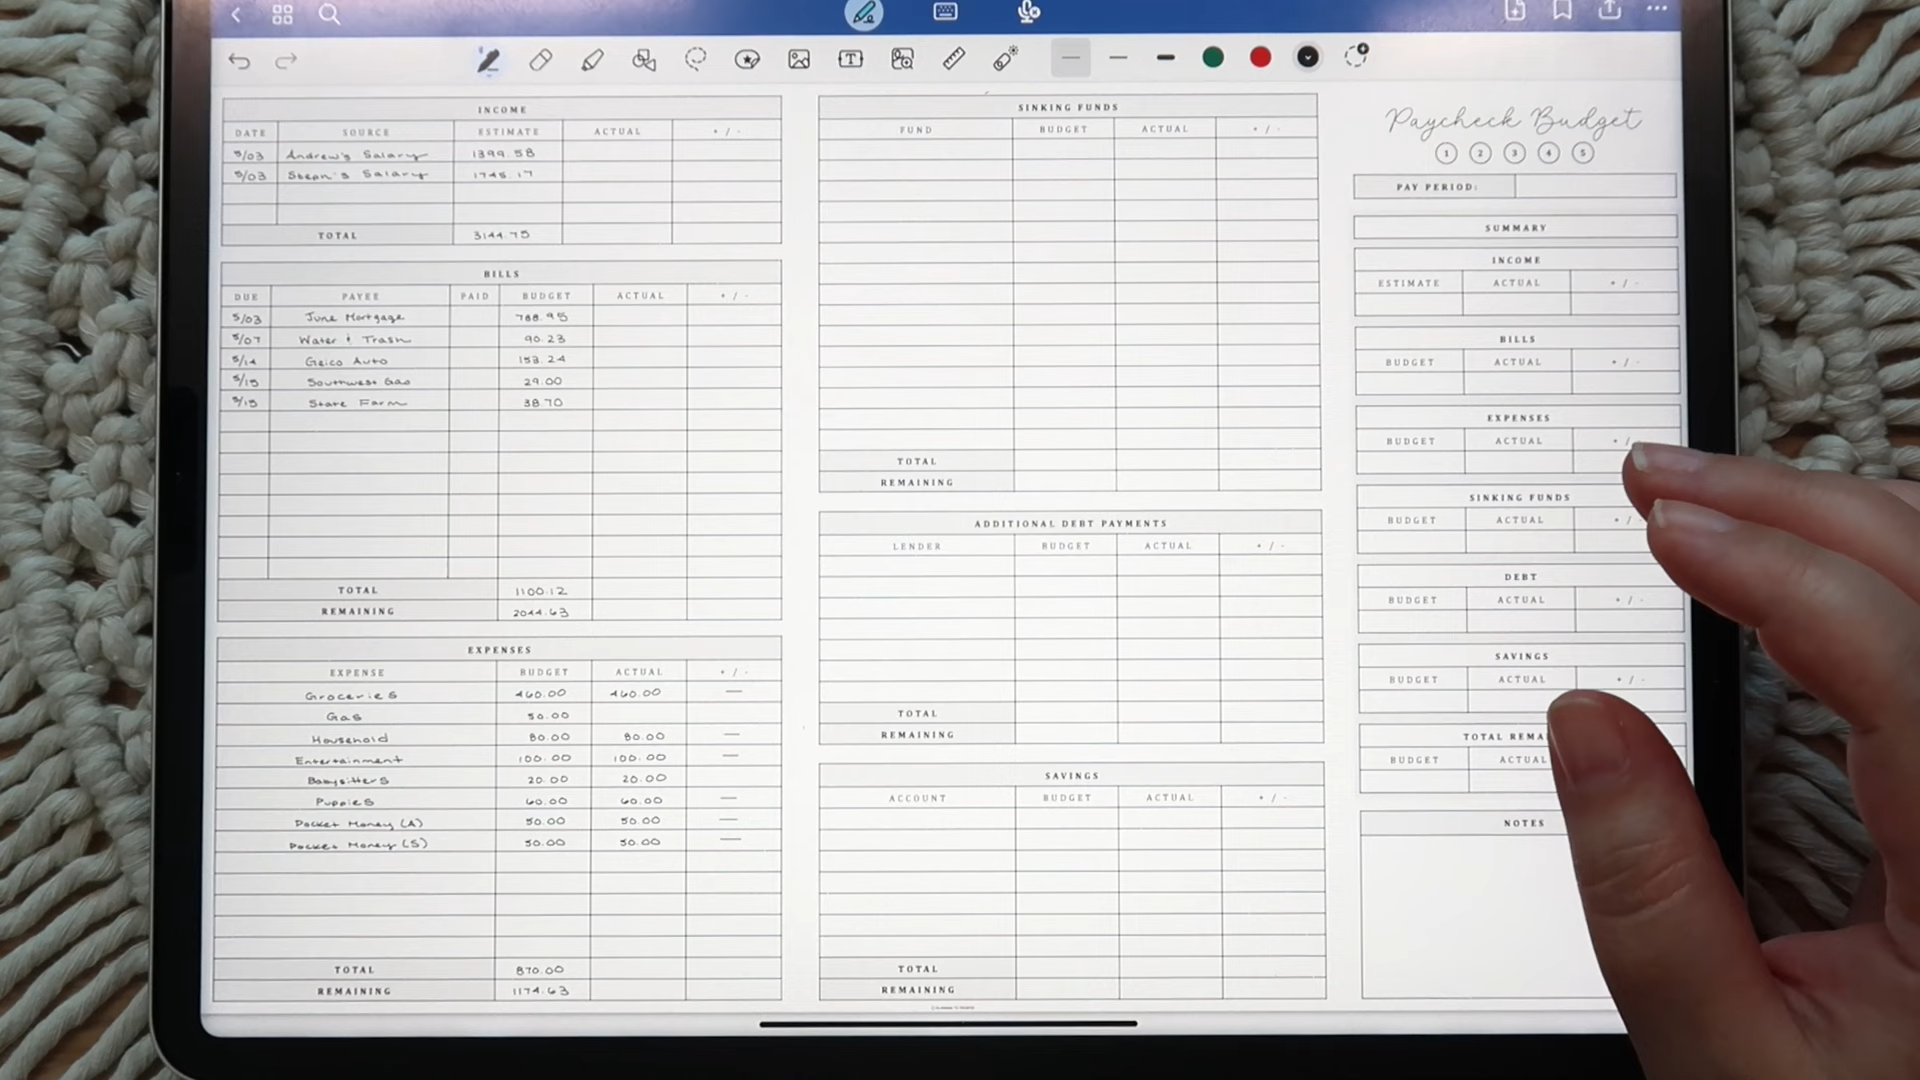 INCOME
DATE SOURCE ESTIMATE ACTUAL + / -
5/03 Andrew's Salary 1399.58
5/03 Stean's Salary 1745.17
TOTAL 3144.75
BILLS
DUE PAYEE PAID BUDGET ACTUAL + / -
5/03 June Mortgage 788.95
5/07 Water & Trash 90.23
5/14 Geico Auto 153.24
5/15 Southwest Gas 29.00
5/15 State Farm 38.70
TOTAL 1100.12
REMAINING 2044.63
EXPENSES
EXPENSE BUDGET ACTUAL + / -
Groceries 460.00 460.00 —
Gas 50.00
Household 80.00 80.00 —
Entertainment 100.00 100.00 —
Babysitters 20.00 20.00
Puppies 60.00 60.00 —
Pocket Money (A) 50.00 50.00 —
Pocket Money (S) 50.00 50.00 —
TOTAL 870.00
REMAINING 1174.63
SINKING FUNDS
FUND BUDGET ACTUAL + / -
TOTAL
REMAINING
ADDITIONAL DEBT PAYMENTS
LENDER BUDGET ACTUAL + / -
TOTAL
REMAINING
SAVINGS
ACCOUNT BUDGET ACTUAL + / -
TOTAL
REMAINING
Paycheck Budget
1 2 3 4 5
PAY PERIOD:
SUMMARY
INCOME
ESTIMATE ACTUAL + / -
BILLS
BUDGET ACTUAL + / -
EXPENSES
BUDGET ACTUAL + / -
SINKING FUNDS
BUDGET ACTUAL + / -
DEBT
BUDGET ACTUAL + / -
SAVINGS
BUDGET ACTUAL + / -
TOTAL
BUDGET ACTUAL
NOTES